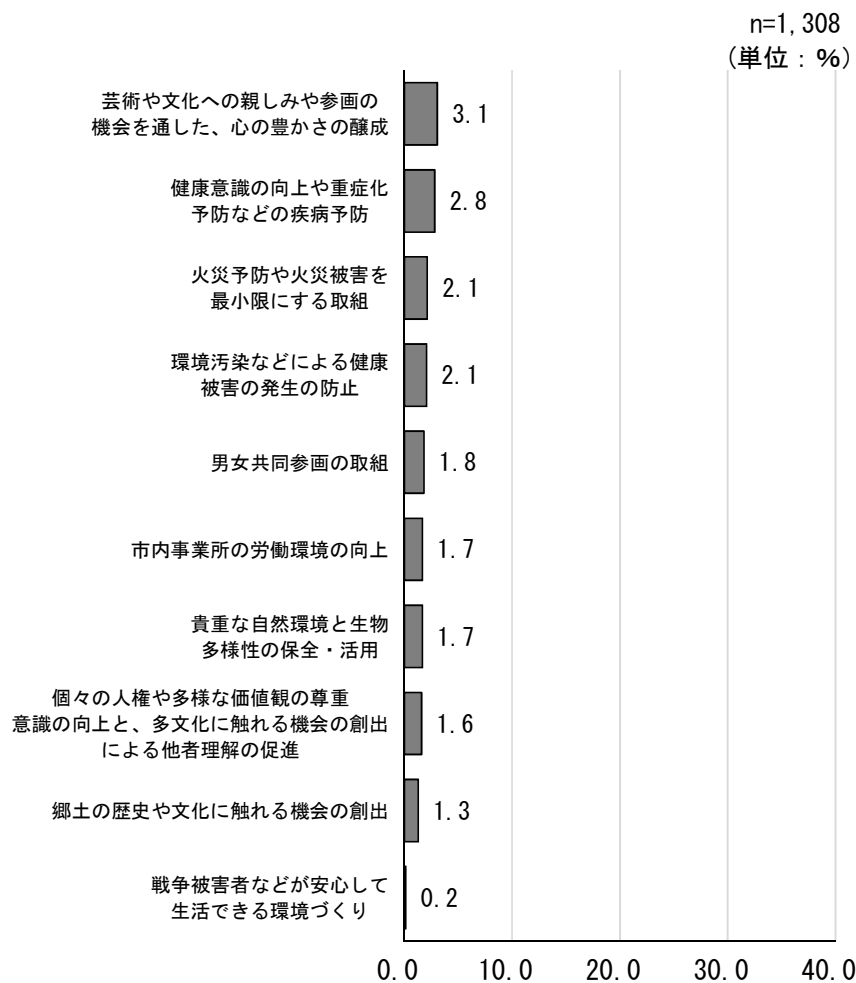 n=1,308
(単位：%)
芸術や文化への親しみや参画の
機会を通した、心の豊かさの醸成
3.1
健康意識の向上や重症化
予防などの疾病予防
2.8
火災予防や火災被害を
最小限にする取組
2.1
環境汚染などによる健康
被害の発生の防止
2.1
男女共同参画の取組
1.8
市内事業所の労働環境の向上
1.7
貴重な自然環境と生物
多様性の保全・活用
1.7
個々の人権や多様な価値観の尊重
意識の向上と、多文化に触れる機会の創出
による他者理解の促進
1.6
郷土の歴史や文化に触れる機会の創出
1.3
戦争被害者などが安心して
生活できる環境づくり
0.2
0.0 10.0 20.0 30.0 40.0